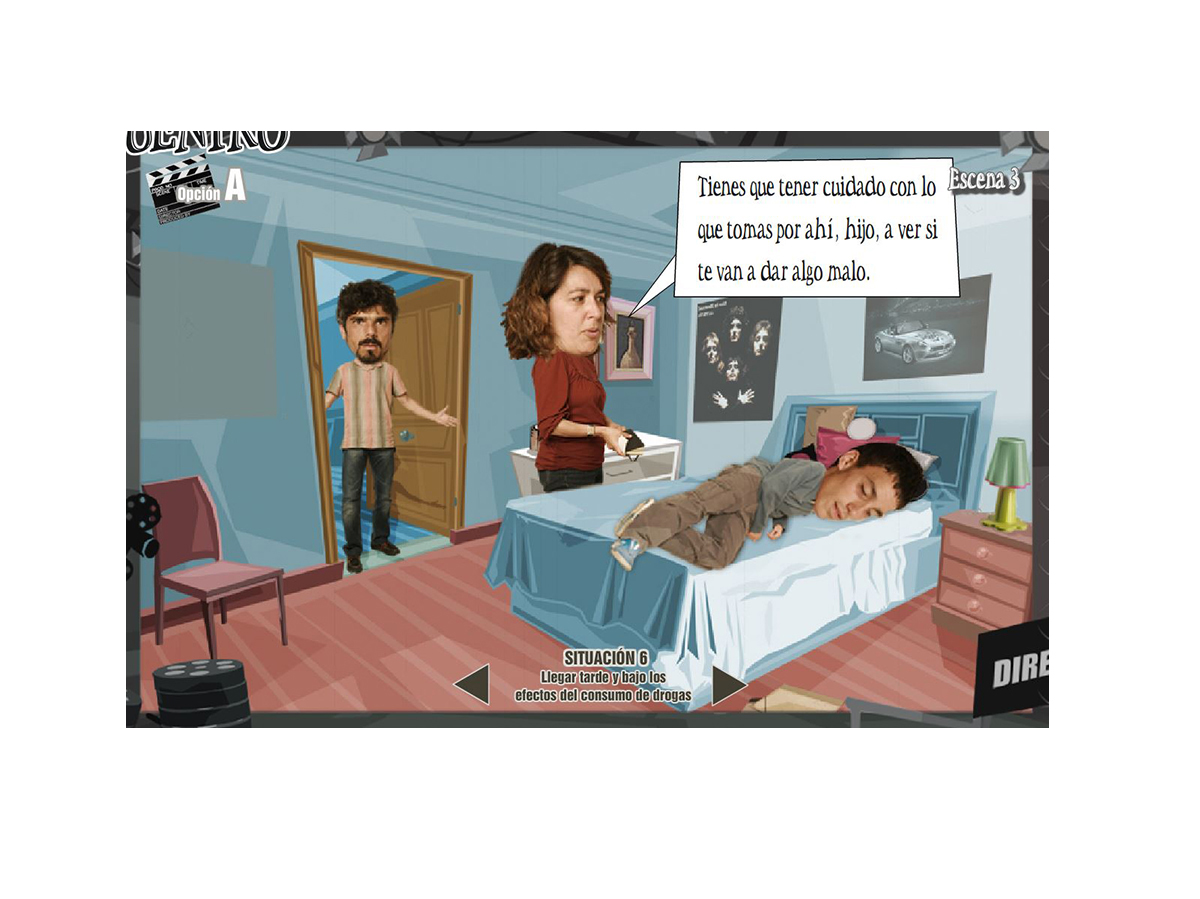 Opción A
Escena 3
Tienes que tener cuidado con lo
que tomas por ahí, hijo, a ver si
te van a dar algo malo.
SITUACIÓN 6
Llegar tarde y bajo los
efectos del consumo de drogas
DIRE